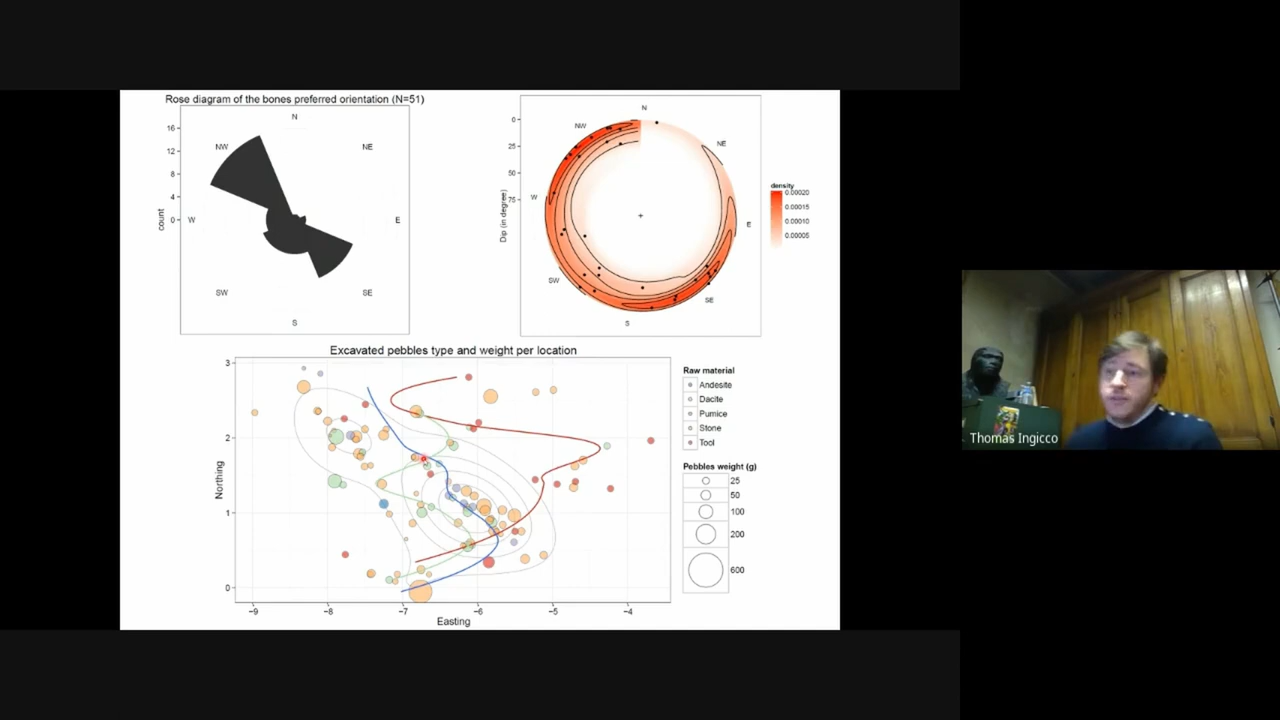 Rose diagram of the bones preferred orientation (N=51)
N
NW
NE
W
E
SW
SE
S
16
12
8
4
0
count
N
NW
NE
W
E
SW
SE
S
0
25
50
75
Dip (in degree)
density
0.00020
0.00015
0.00010
0.00005
Excavated pebbles type and weight per location
3
2
1
0
Northing
-9
-8
-7
-6
-5
-4
Easting
Raw material
Andesite
Dacite
Pumice
Stone
Tool
Pebbles weight (g)
25
50
100
200
600
Thomas Ingicco